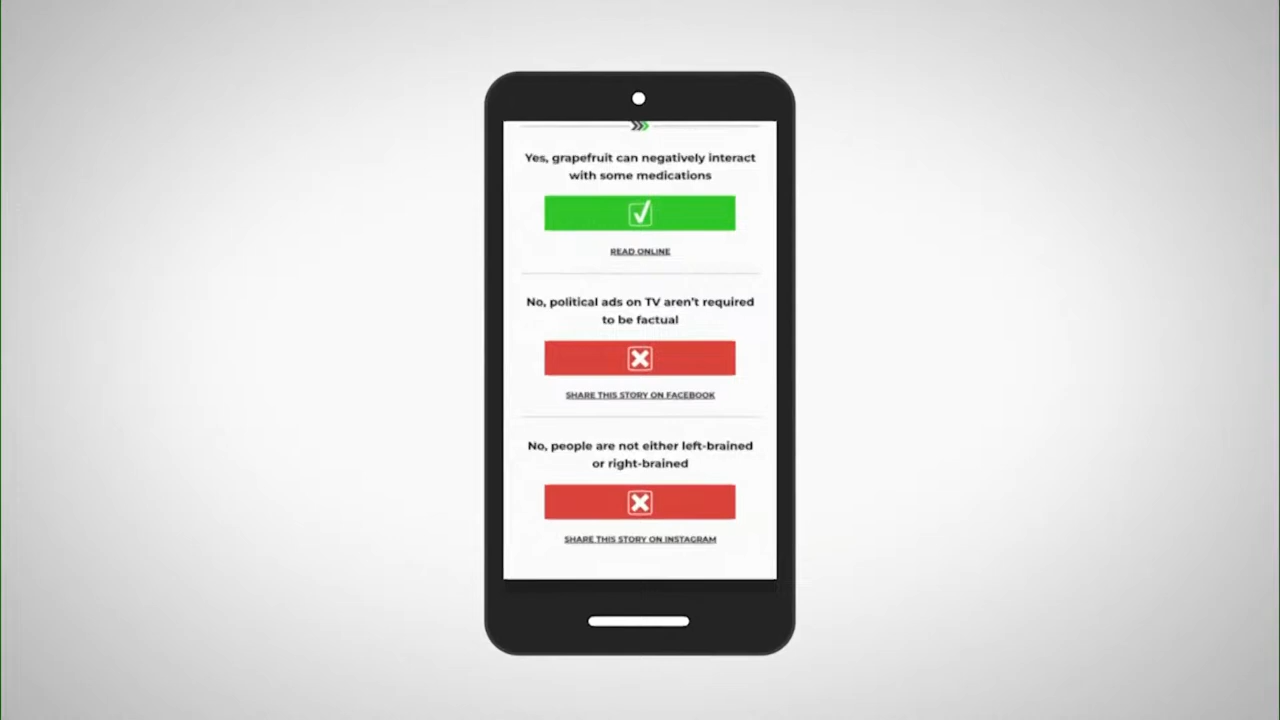 Yes, grapefruit can negatively interact
with some medications
READ ONLINE
No, political ads on TV aren't required
to be factual
SHARE THIS STORY ON FACEBOOK
No, people are not either left-brained
or right-brained
SHARE THIS STORY ON INSTAGRAM